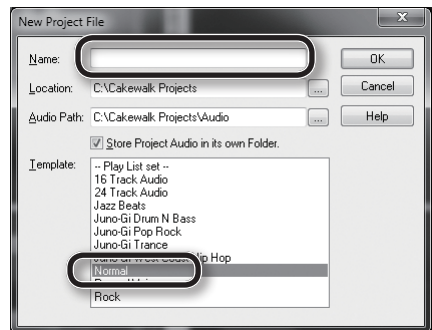 New Project File
Name:
OK
Location: C:\Cakewalk Projects ...
Cancel
Audio Path: C:\Cakewalk Projects\Audio ...
Help
Store Project Audio in its own Folder.
Template:
-- Play List set --
16 Track Audio
24 Track Audio
Jazz Beats
Juno-Gi Drum N Bass
Juno-Gi Pop Rock
Juno-Gi Trance
Hip Hop
Normal
Rock